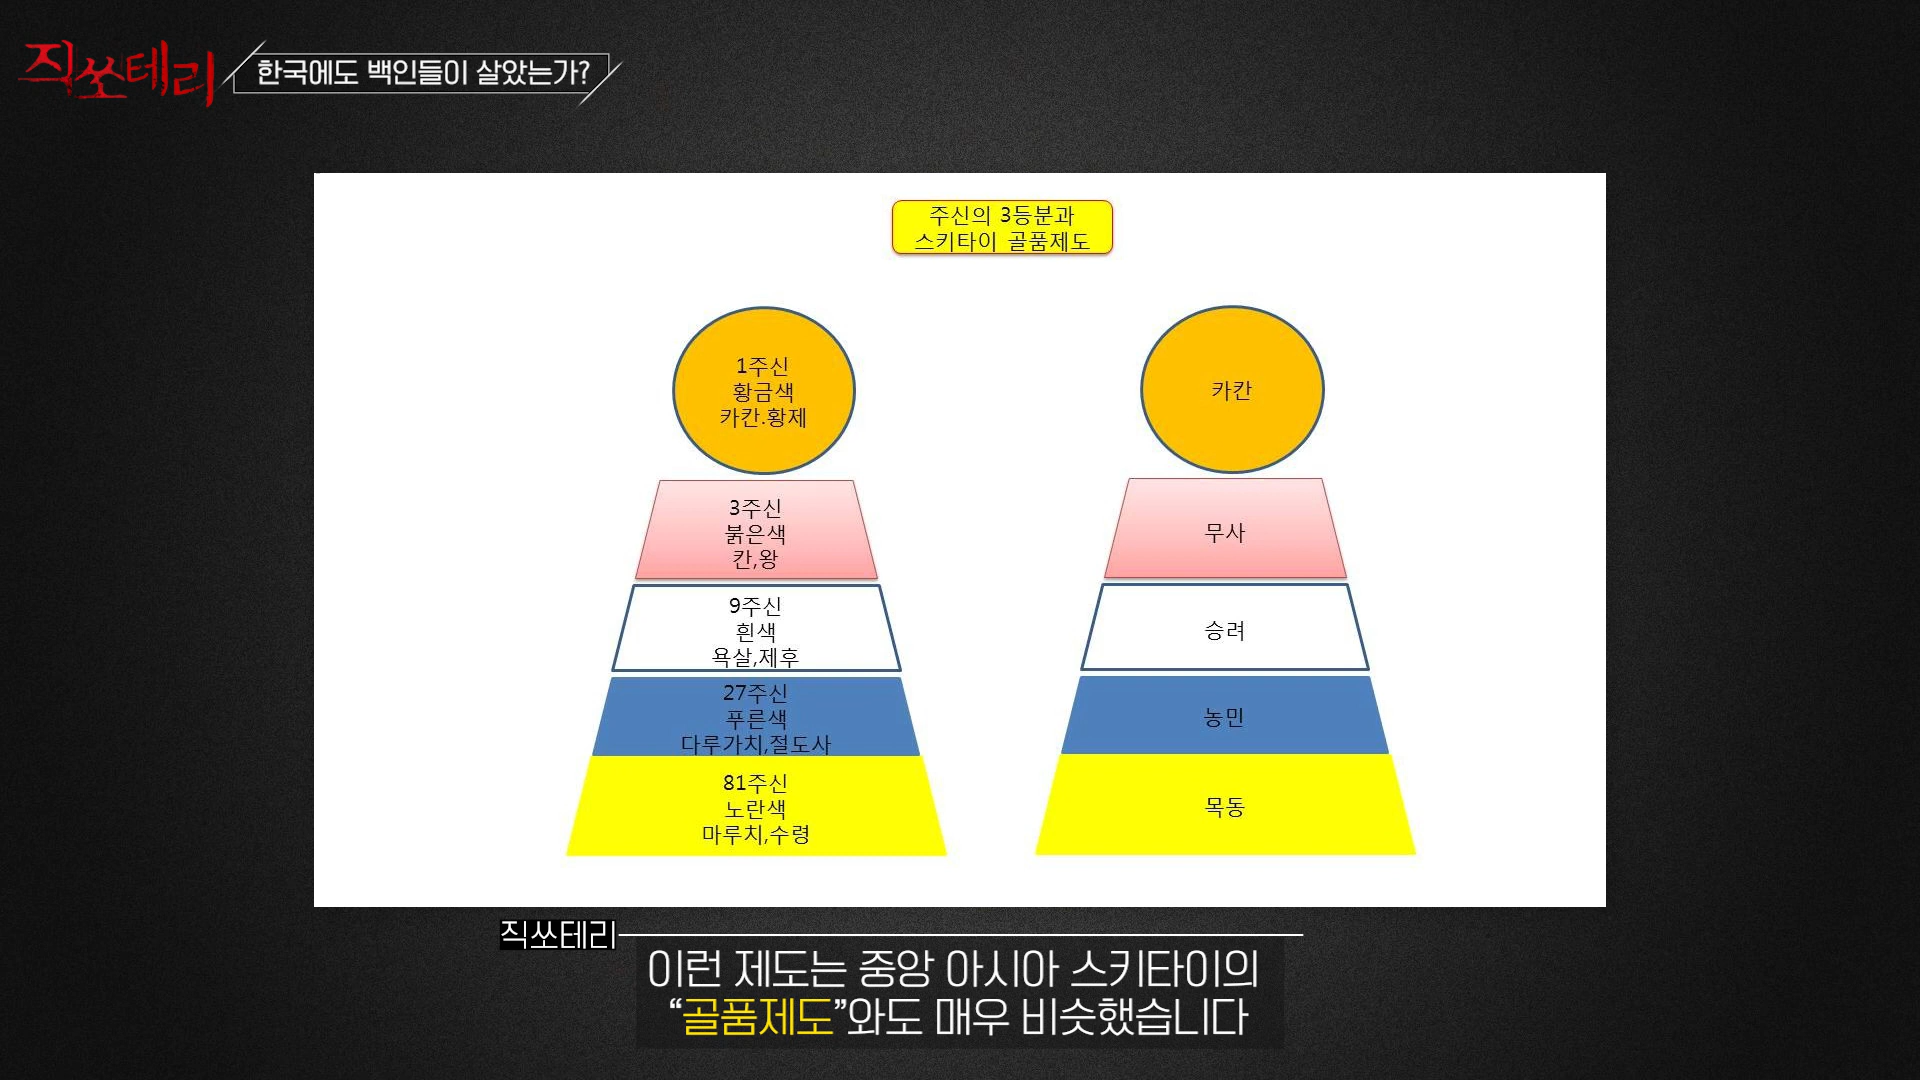 직쏘테리
한국에도 백인들이 살았는가?
주신의 3등분과
스키타이 골품제도
1주신
황금색
카칸.황제
3주신
붉은색
칸,왕
9주신
흰색
욕살,제후
27주신
푸른색
다루가치,절도사
81주신
노란색
마루치,수령
카칸
무사
승려
농민
목동
직쏘테리
이런 제도는 중앙 아시아 스키타이의
“골품제도”와도 매우 비슷했습니다